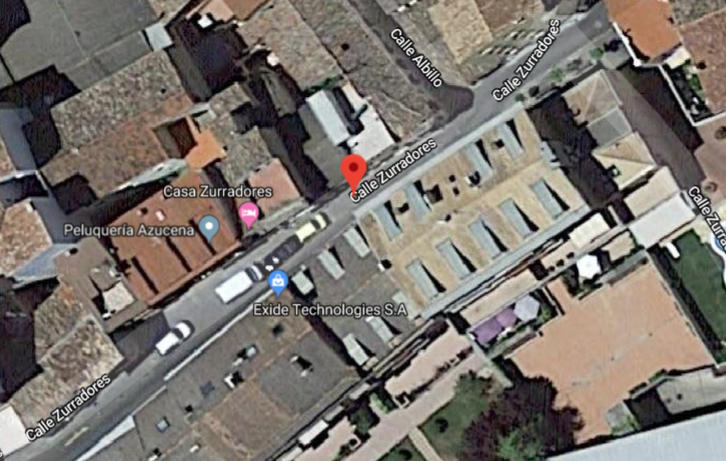 Calle Albillo
Calle Zurradores
Calle Zurradores
Casa Zurradores
Peluquería Azucena
Exide Technologies S.A
Calle Zurradores
Calle Zurra